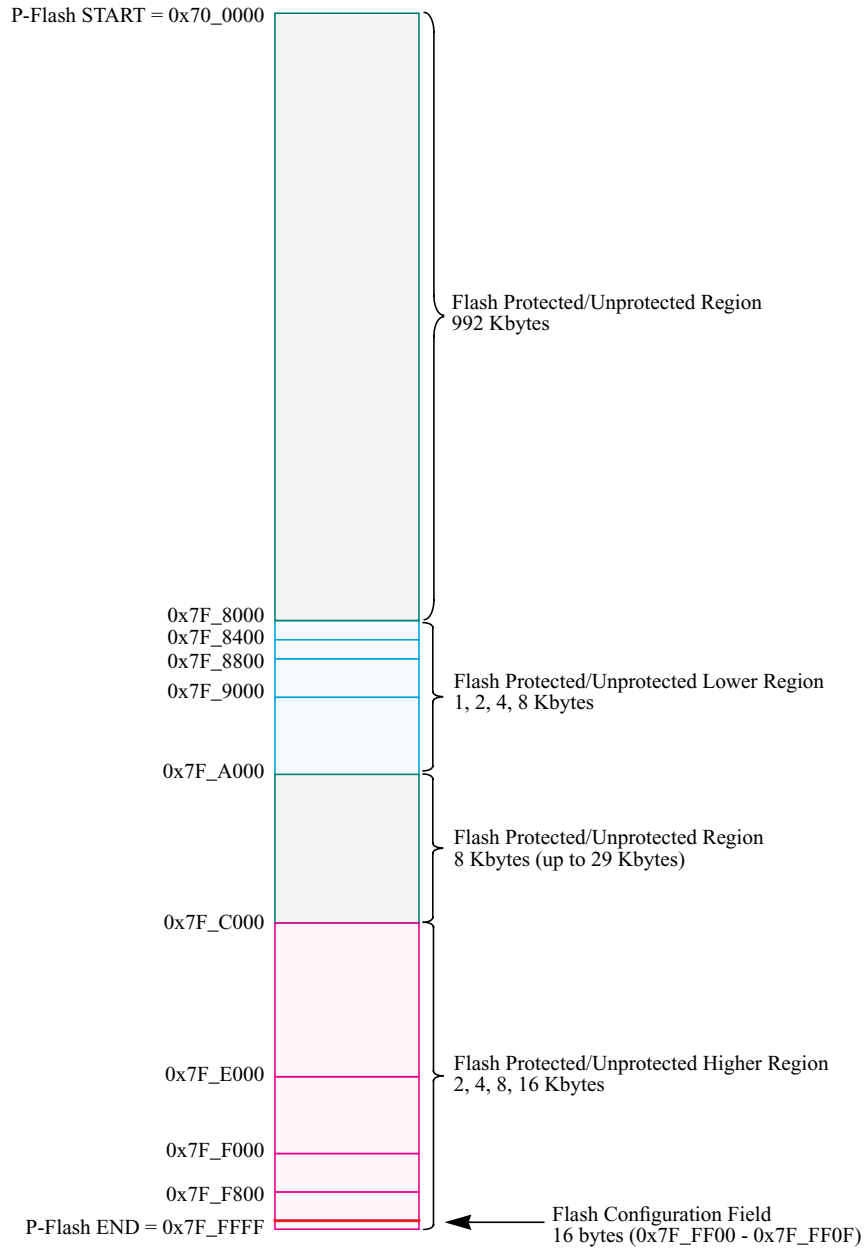 P-Flash START = 0x70_0000
Flash Protected/Unprotected Region
992 Kbytes
0x7F_8000
0x7F_8400
0x7F_8800
0x7F_9000
Flash Protected/Unprotected Lower Region
1, 2, 4, 8 Kbytes
0x7F_A000
Flash Protected/Unprotected Region
8 Kbytes (up to 29 Kbytes)
0x7F_C000
Flash Protected/Unprotected Higher Region
2, 4, 8, 16 Kbytes
0x7F_E000
0x7F_F000
0x7F_F800
P-Flash END = 0x7F_FFFF
Flash Configuration Field
16 bytes (0x7F_FF00 - 0x7F_FF0F)